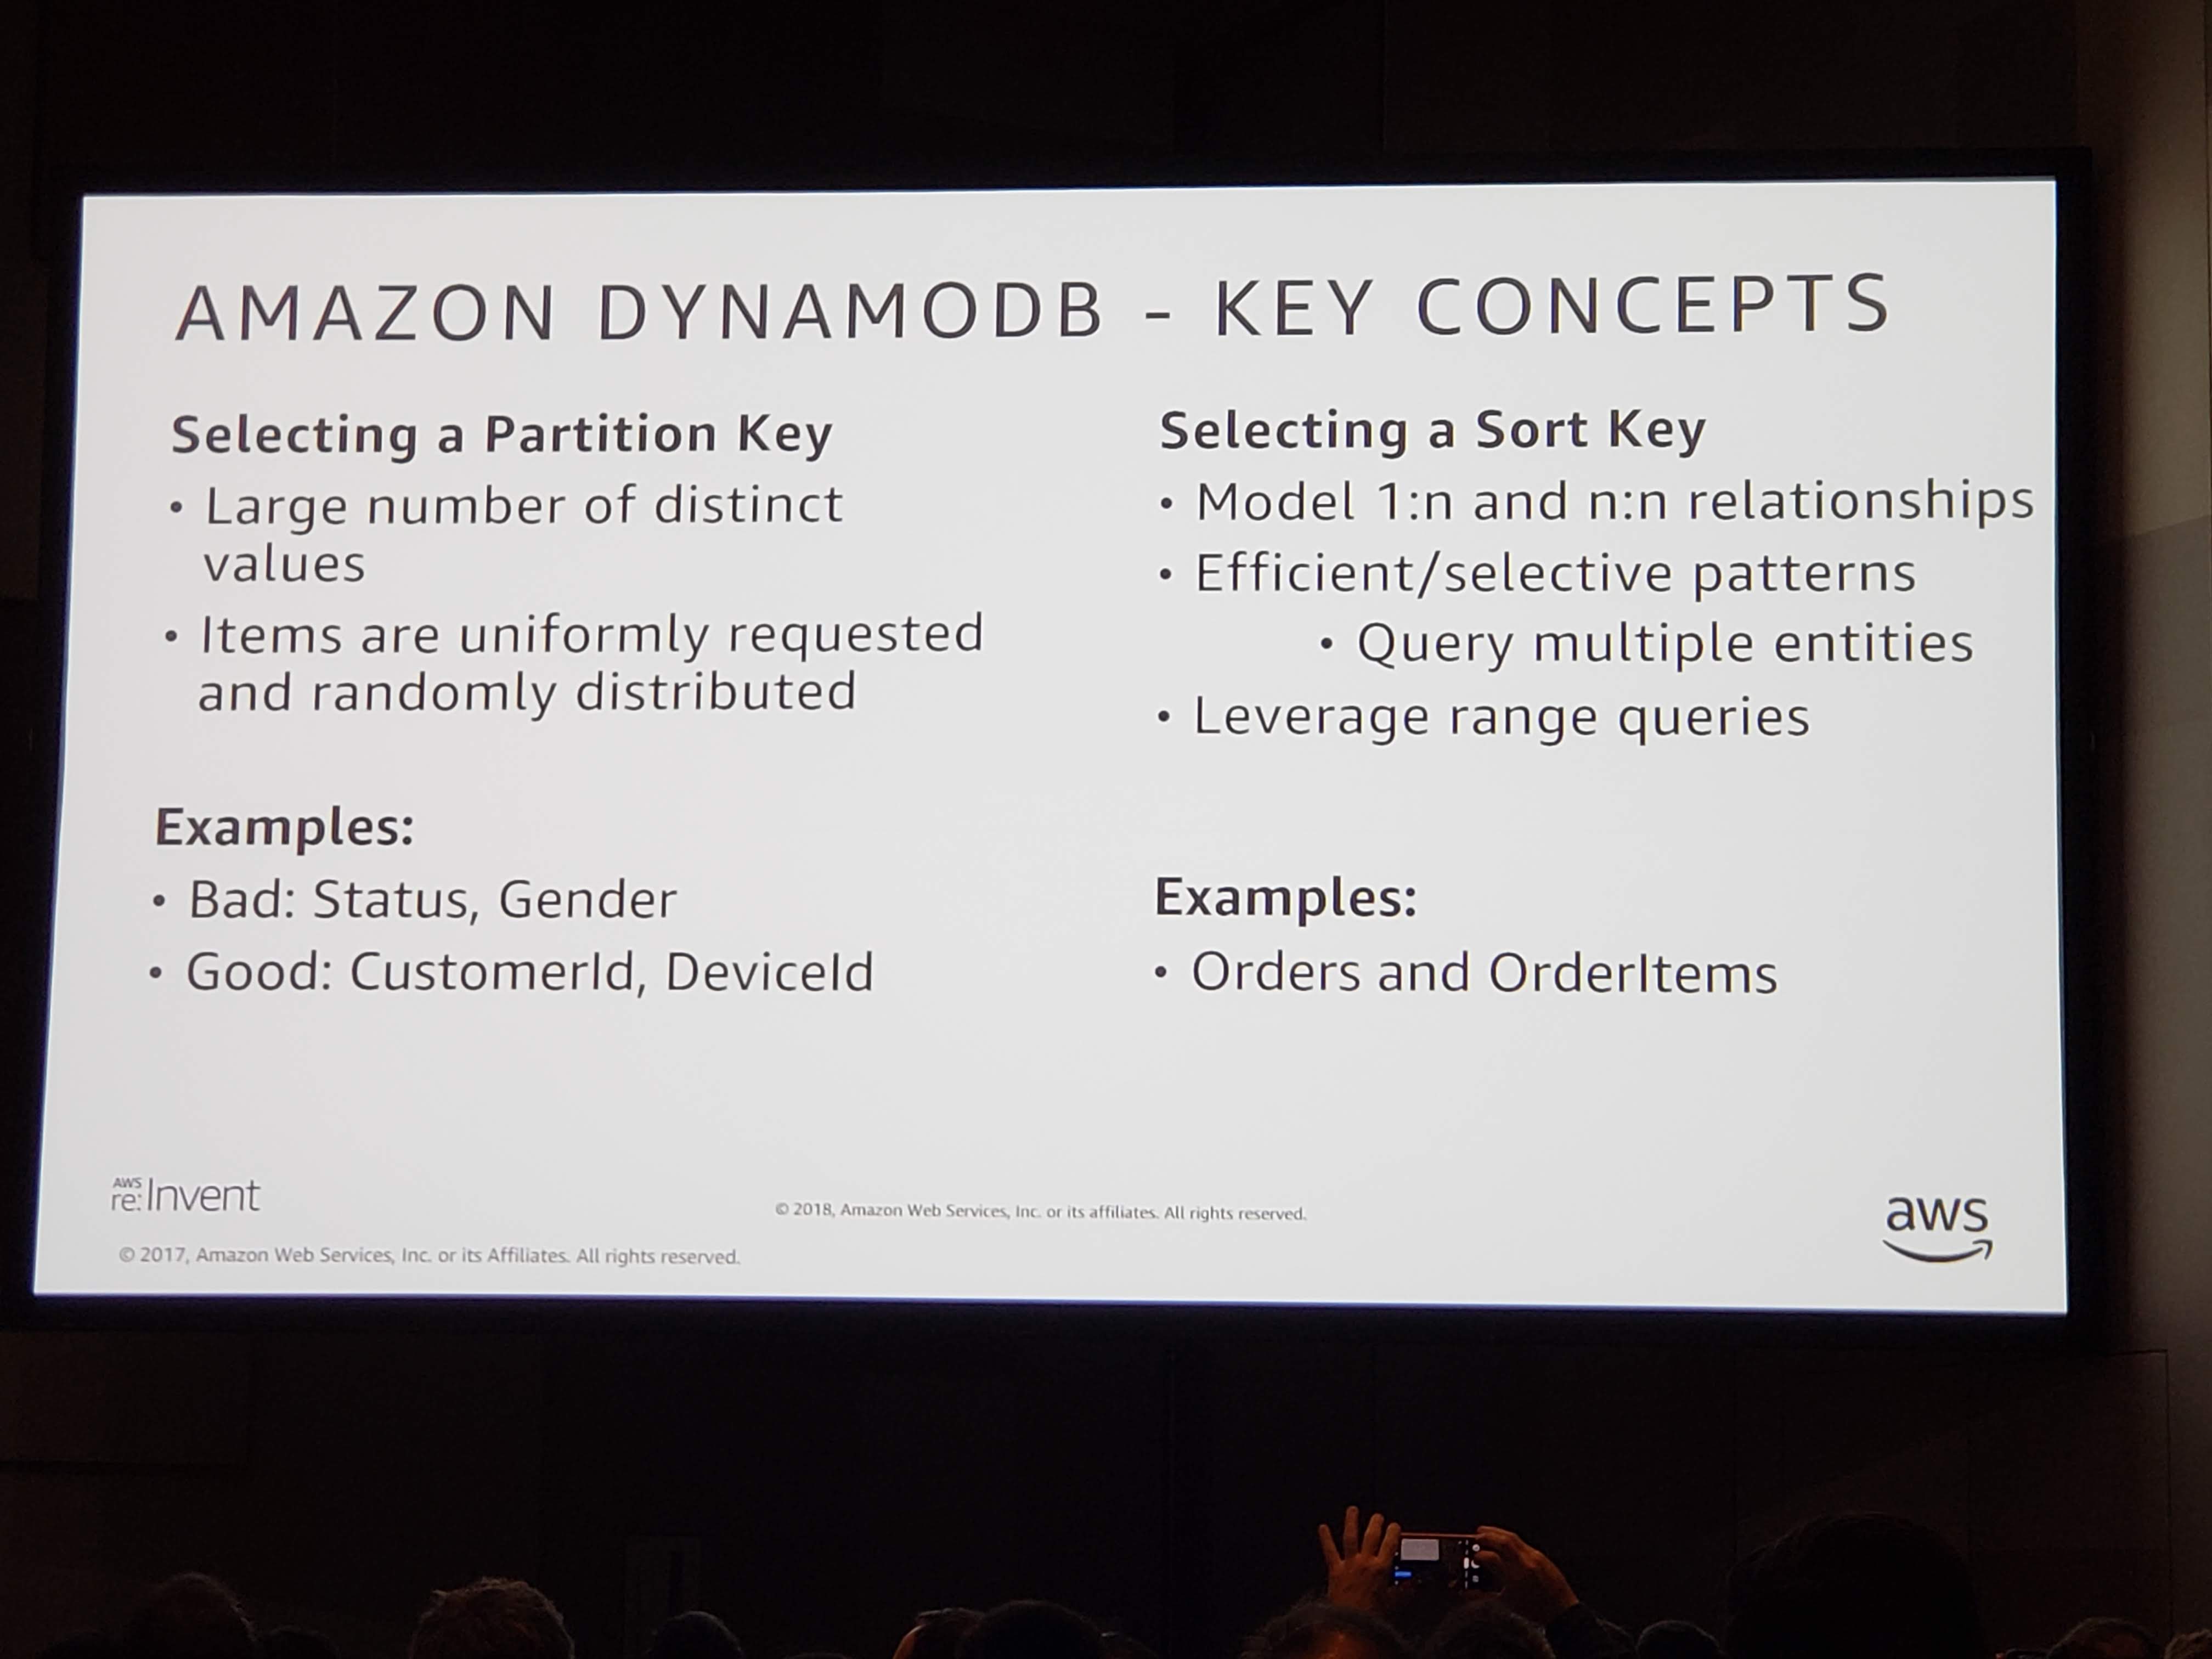 AMAZON DYNAMODB - KEY CONCEPTS
Selecting a Partition Key
• Large number of distinct
values
• Items are uniformly requested
and randomly distributed
Examples:
• Bad: Status, Gender
• Good: CustomerId, DeviceId
Selecting a Sort Key
• Model 1:n and n:n relationships
• Efficient/selective patterns
• Query multiple entities
• Leverage range queries
Examples:
• Orders and OrderItems
AWS
re:Invent
© 2018, Amazon Web Services, Inc. or its affiliates. All rights reserved.
aws
© 2017, Amazon Web Services, Inc. or its Affiliates. All rights reserved.